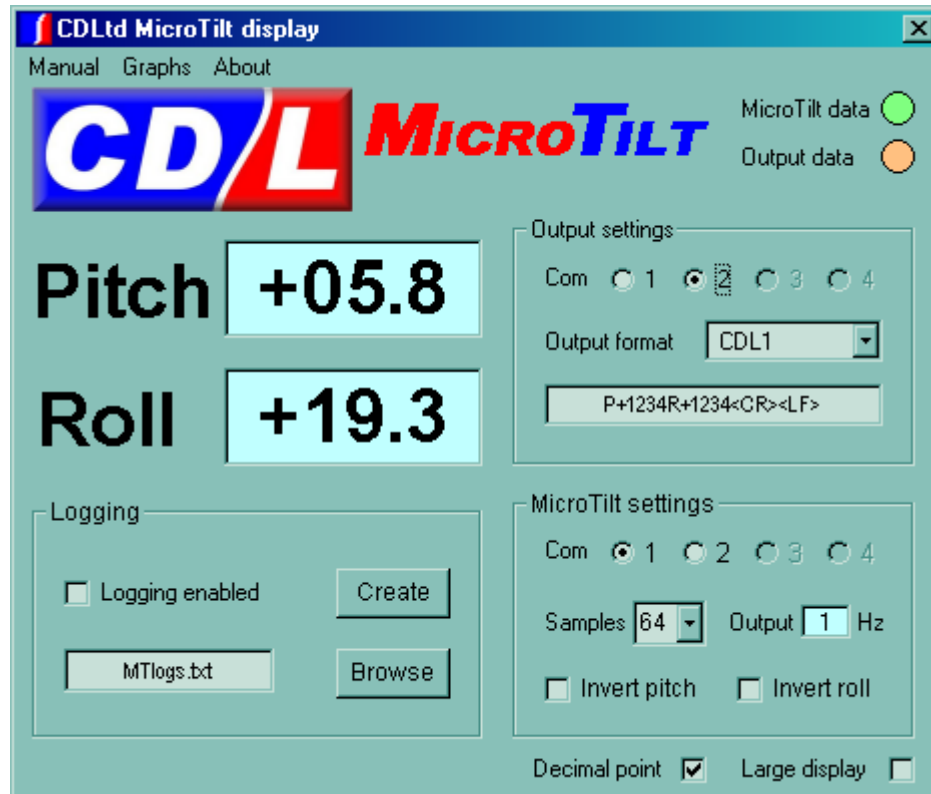 CDLtd MicroTilt display
Manual Graphs About
CD/L
MICROTILT
MicroTilt data
Output data
Pitch +05.8
Roll +19.3
Output settings
Com 1 2 3 4
Output format CDL1
P+1234R+1234<CR><LF>
Logging
Logging enabled Create
MTlogs.txt Browse
MicroTilt settings
Com 1 2 3 4
Samples 64 Output 1 Hz
Invert pitch Invert roll
Decimal point Large display